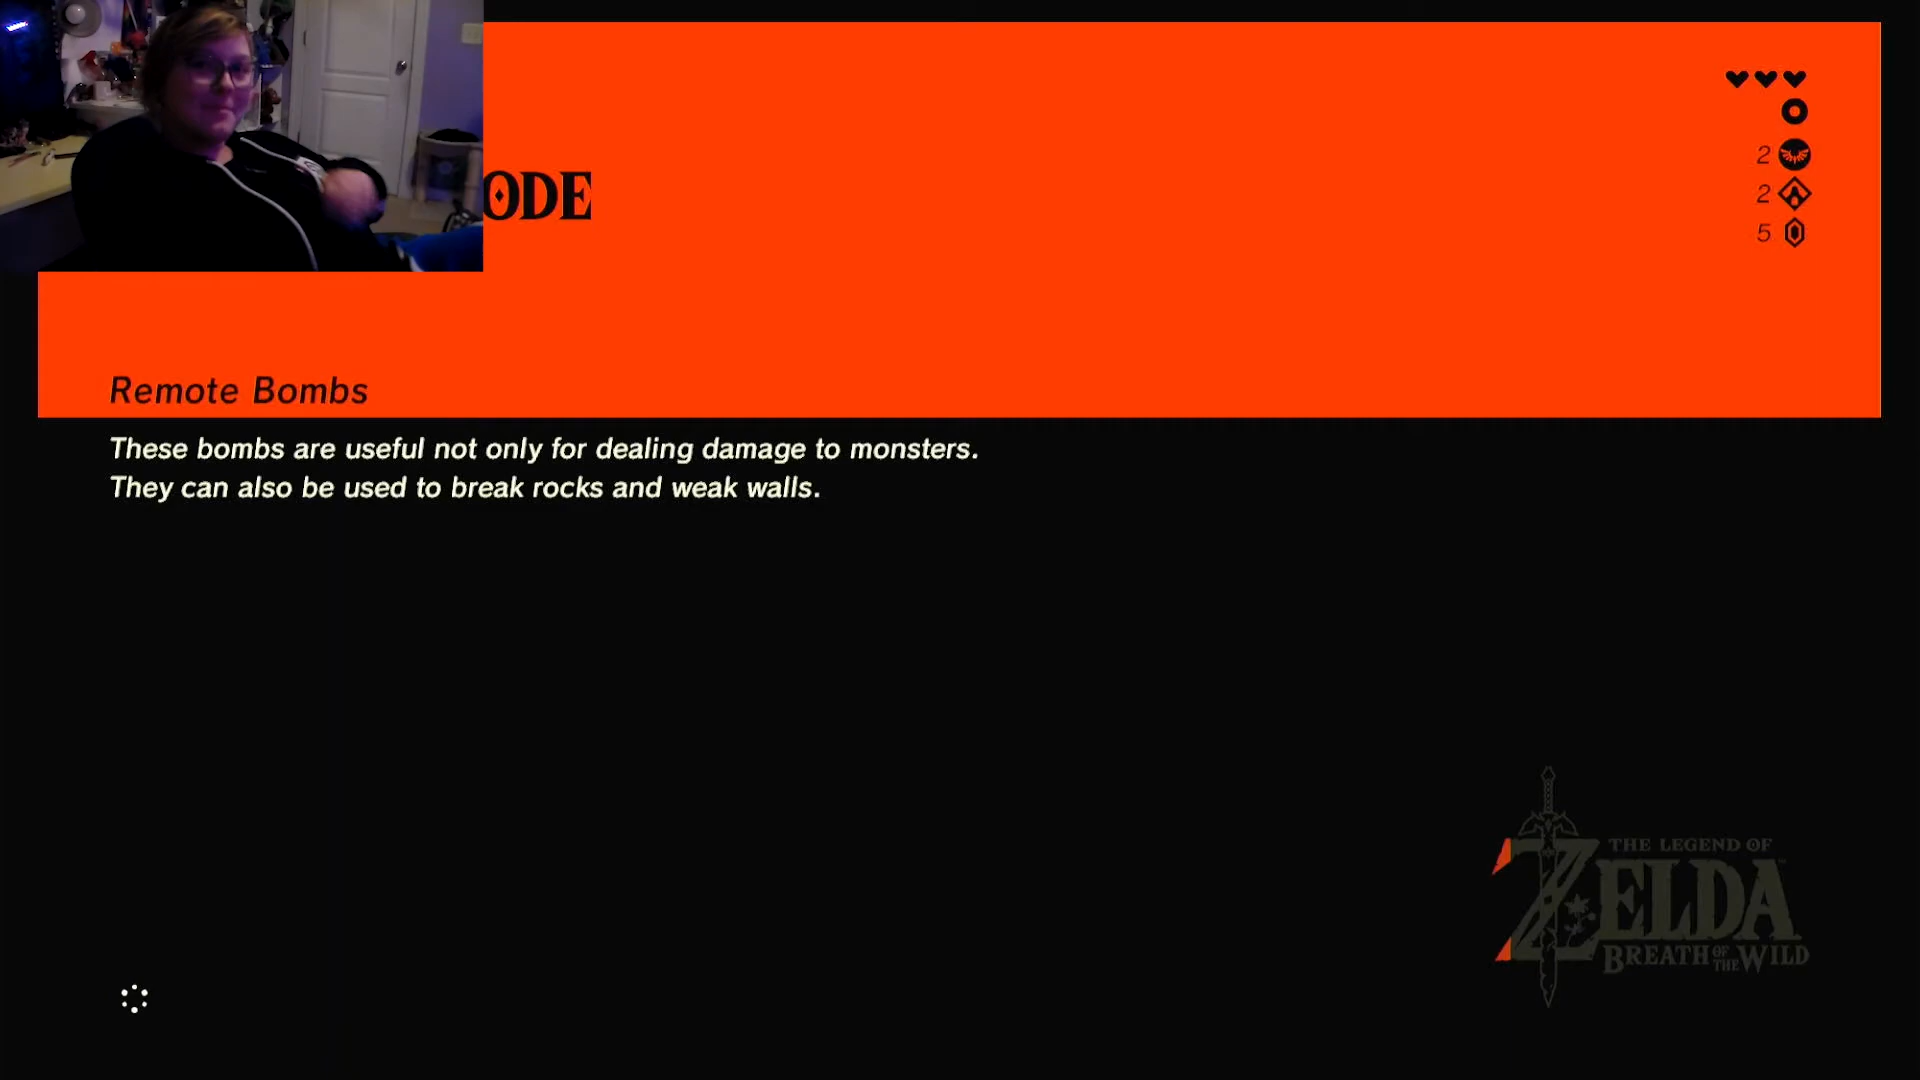 ODE
2
2
5
Remote Bombs
These bombs are useful not only for dealing damage to monsters.
They can also be used to break rocks and weak walls.
THE LEGEND OF
ZELDA
BREATH OF THE WILD